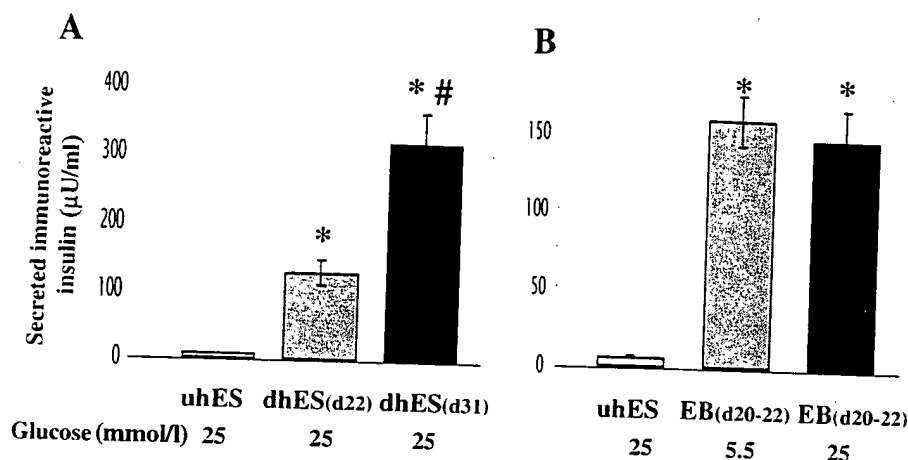 A
B
Secreted immunoreactive
insulin (µU/ml)
400
300
200
100
0
* #
*
uhES dhES(d22) dhES(d31)
Glucose (mmol/l) 25 25 25
150
100
50
0
* *
uhES EB(d20-22) EB(d20-22)
25 5.5 25